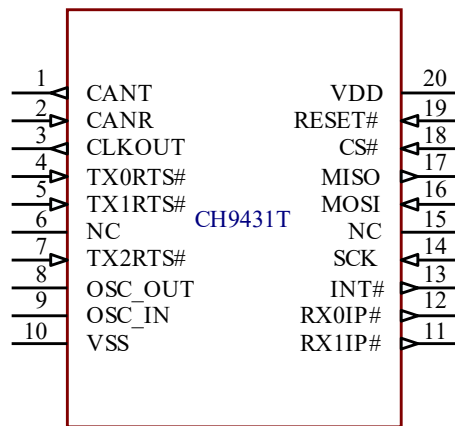 1 CANT VDD 20
2 CANR RESET# 19
3 CLKOUT CS# 18
4 TX0RTS# MISO 17
5 TX1RTS# MOSI 16
6 NC CH9431T NC 15
7 TX2RTS# SCK 14
8 OSC_OUT INT# 13
9 OSC_IN RX0IP# 12
10 VSS RX1IP# 11